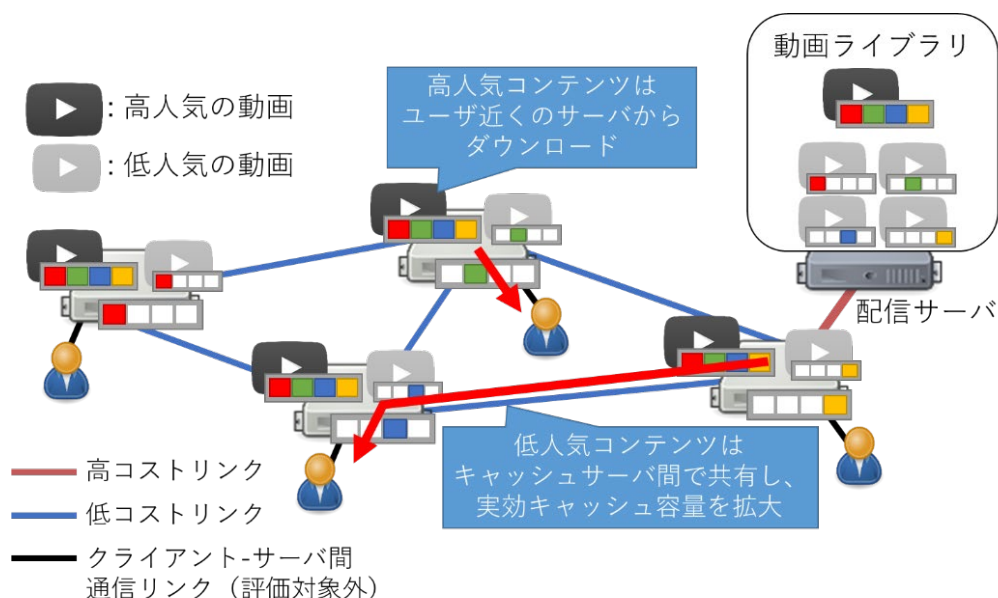 動画ライブラリ
高人気コンテンツは
ユーザ近くのサーバから
ダウンロード
: 高人気の動画
: 低人気の動画
配信サーバ
低人気コンテンツは
キャッシュサーバ間で共有し、
実効キャッシュ容量を拡大
高コストリンク
低コストリンク
クライアント-サーバ間
通信リンク（評価対象外）